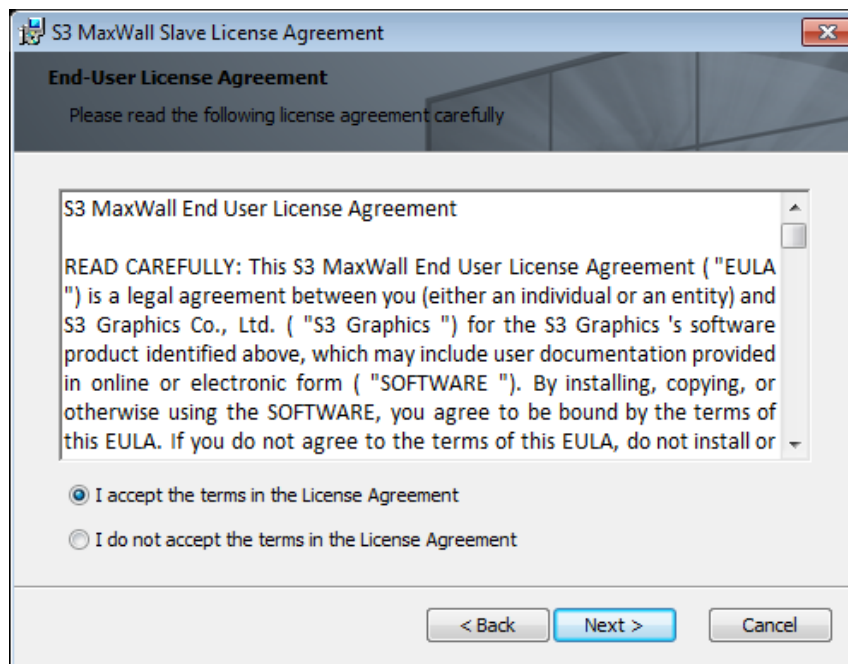 S3 MaxWall Slave License Agreement
End-User License Agreement
Please read the following license agreement carefully
S3 MaxWall End User License Agreement
READ CAREFULLY: This S3 MaxWall End User License Agreement ( "EULA
") is a legal agreement between you (either an individual or an entity) and
S3 Graphics Co., Ltd. ( "S3 Graphics ") for the S3 Graphics 's software
product identified above, which may include user documentation provided
in online or electronic form ( "SOFTWARE "). By installing, copying, or
otherwise using the SOFTWARE, you agree to be bound by the terms of
this EULA. If you do not agree to the terms of this EULA, do not install or
I accept the terms in the License Agreement
I do not accept the terms in the License Agreement
< Back Next > Cancel